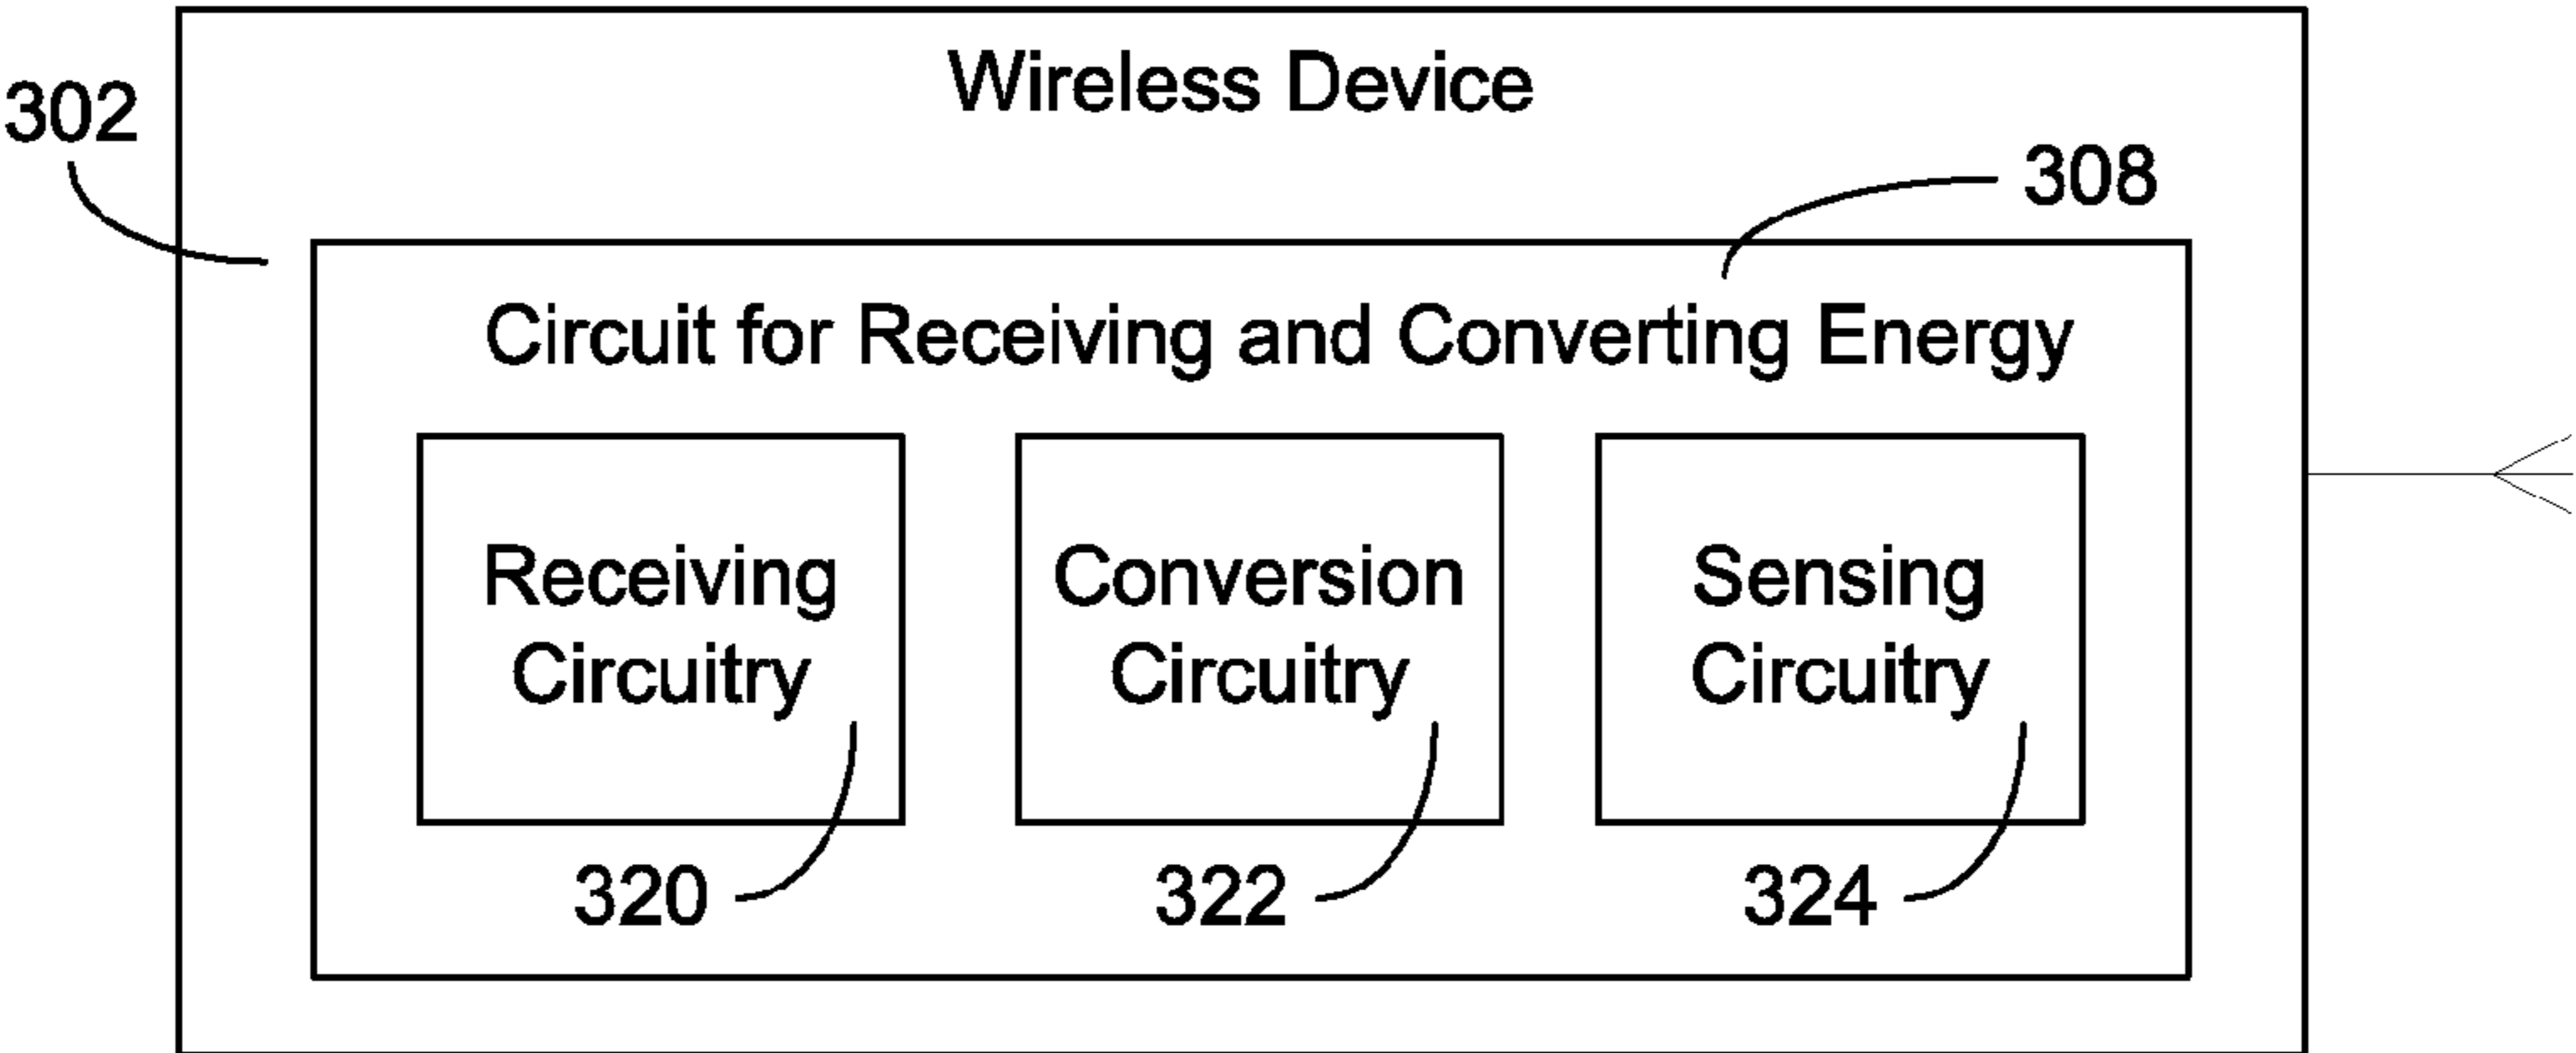 Wireless Device
302
308
Circuit for Receiving and Converting Energy
Receiving
Circuitry
Conversion
Circuitry
Sensing
Circuitry
320
322
324